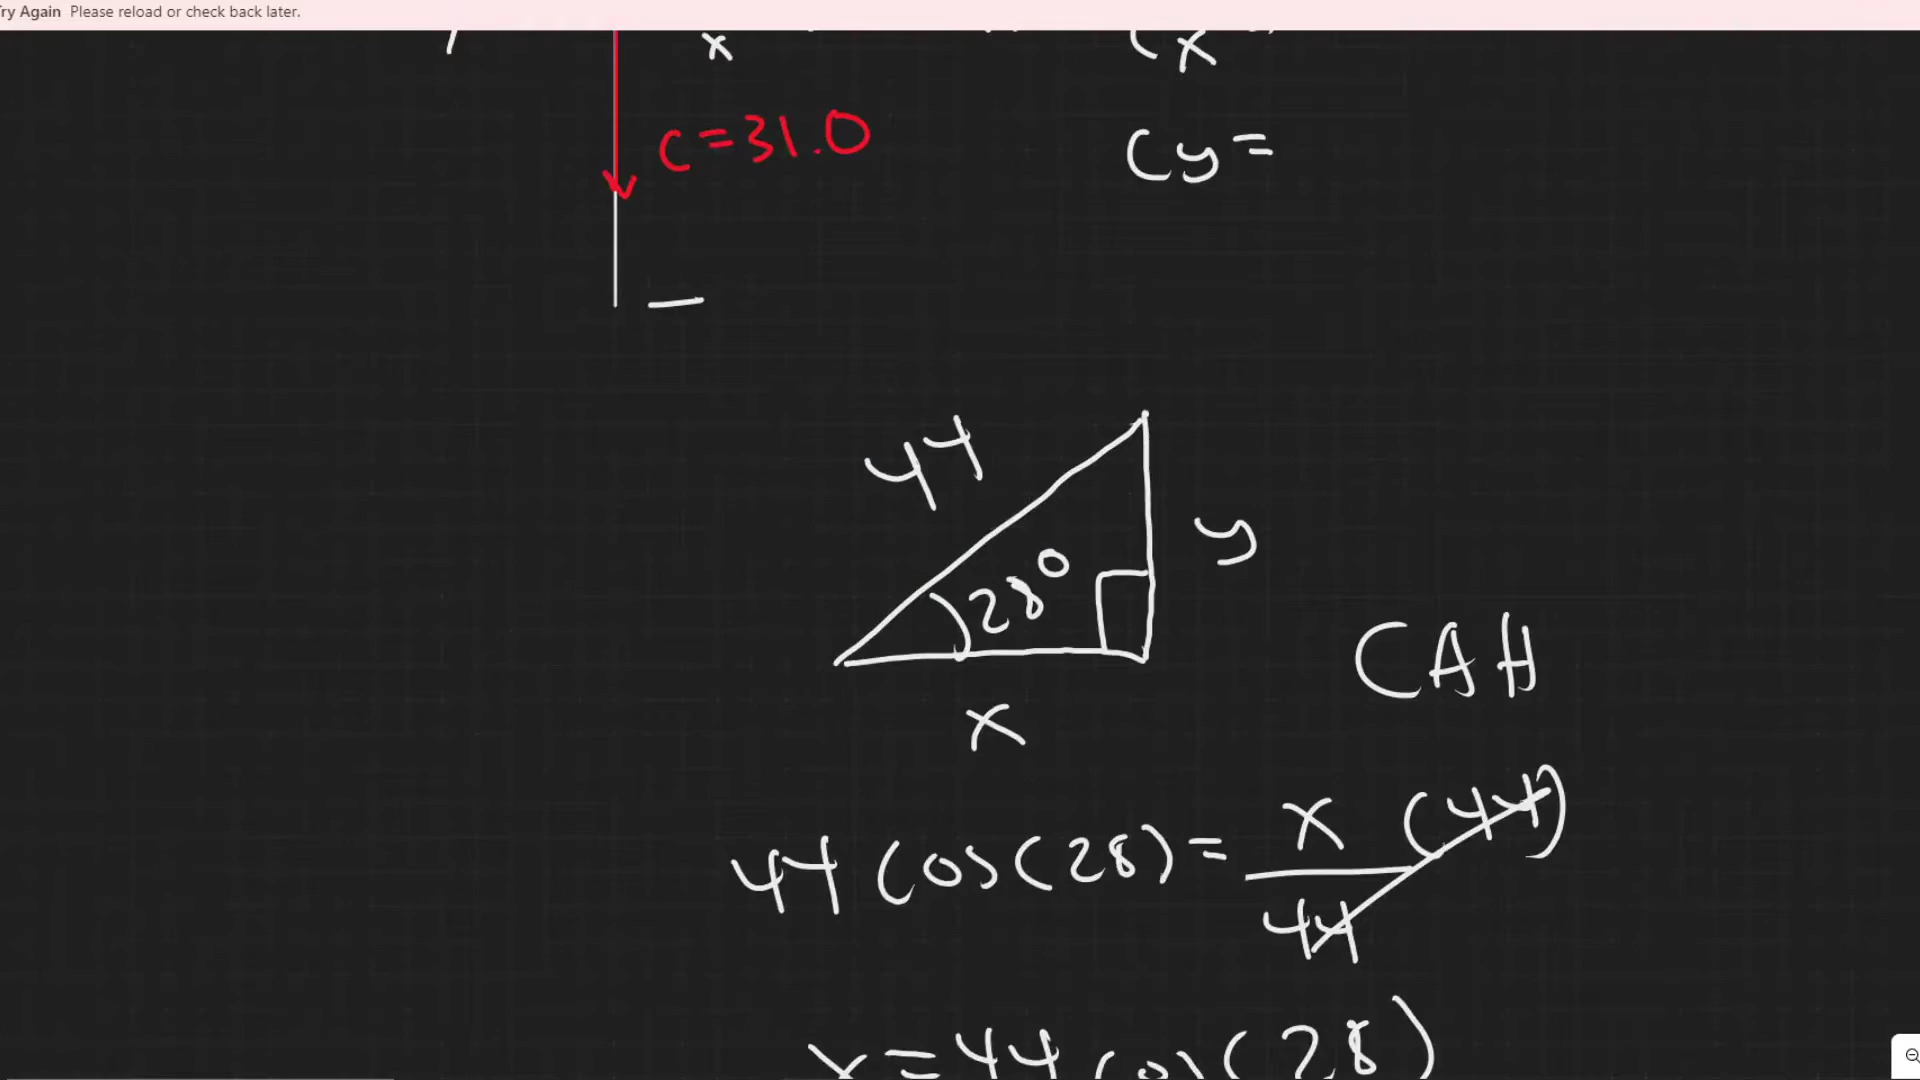 Try Again Please reload or check back later.
x
Cx
C=31.0
Cy=
44
y
28°
CAH
x
44 cos(28) = x (44) / 44
x = 44 cos(28)